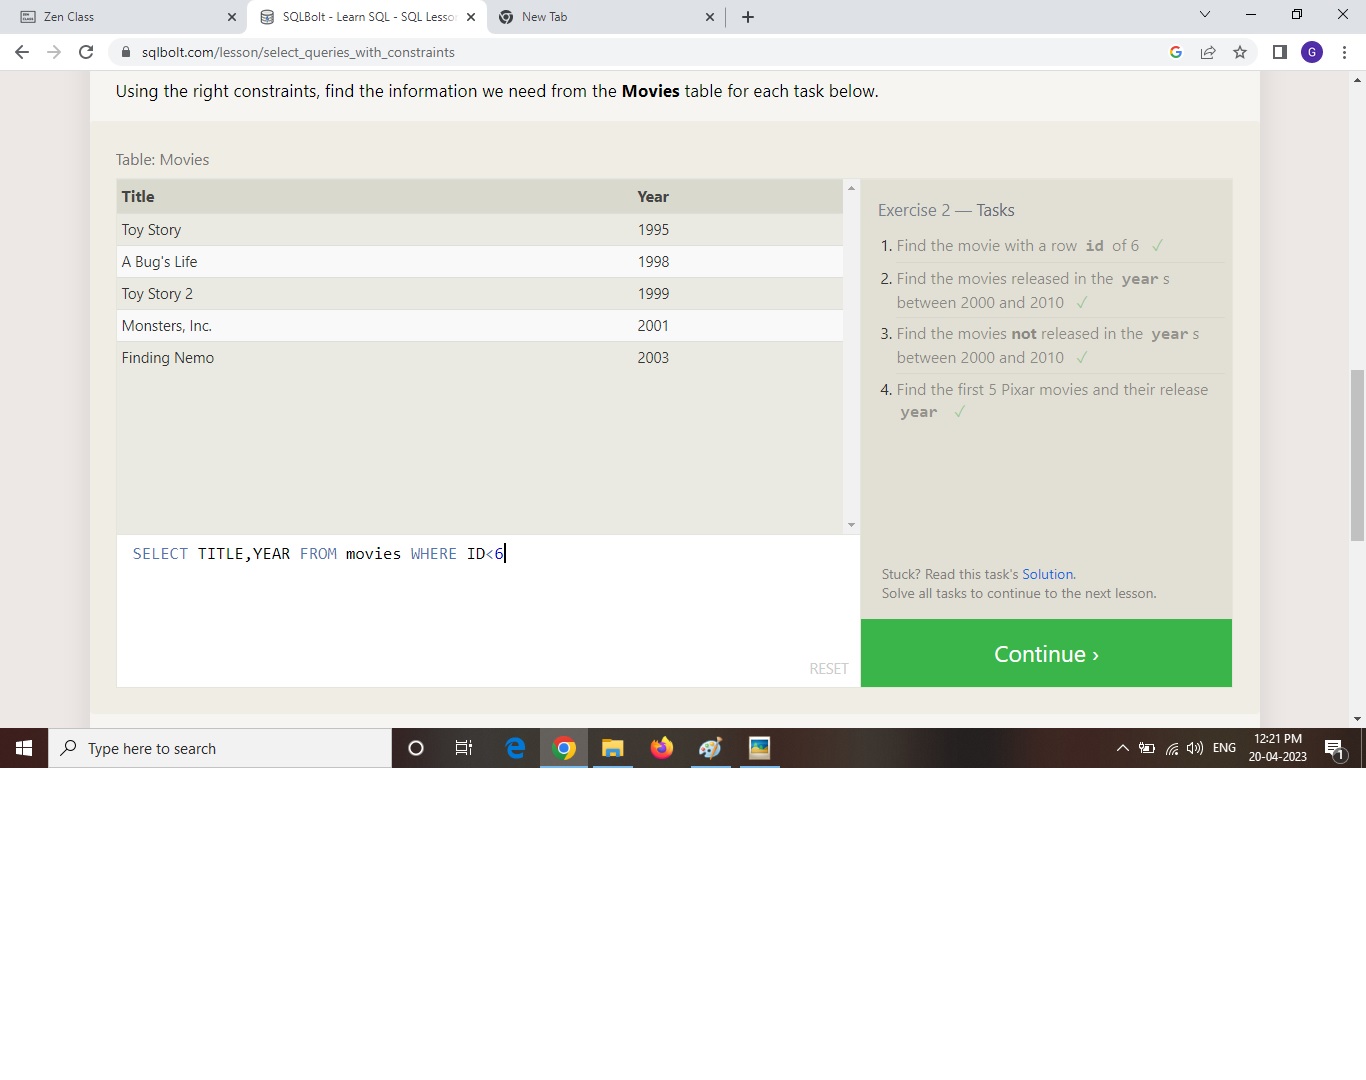 Zen Class
SQLBolt - Learn SQL - SQL Lesson
New Tab
sqlbolt.com/lesson/select_queries_with_constraints
G
Using the right constraints, find the information we need from the Movies table for each task below.
Table: Movies
Title Year
Toy Story 1995
A Bug's Life 1998
Toy Story 2 1999
Monsters, Inc. 2001
Finding Nemo 2003
SELECT TITLE,YEAR FROM movies WHERE ID<6
RESET
Exercise 2 — Tasks
1. Find the movie with a row id of 6 ✓
2. Find the movies released in the year s
between 2000 and 2010 ✓
3. Find the movies not released in the year s
between 2000 and 2010 ✓
4. Find the first 5 Pixar movies and their release
year ✓
Stuck? Read this task's Solution.
Solve all tasks to continue to the next lesson.
Continue ›
Type here to search
ENG
12:21 PM
20-04-2023
1